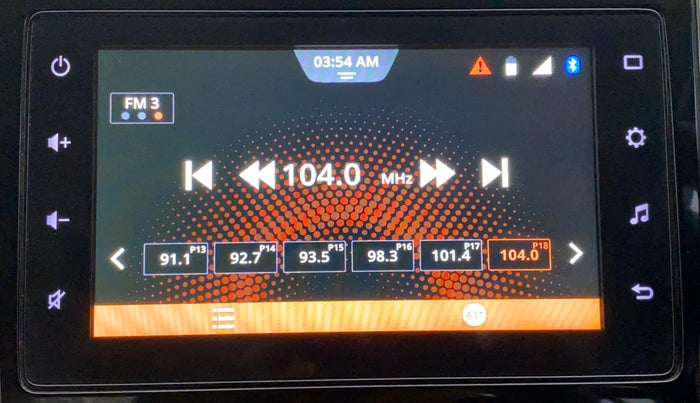 03:54 AM
FM 3
104.0 MHz
91.1 P13
92.7 P14
93.5 P15
98.3 P16
101.4 P17
104.0 P18
AST